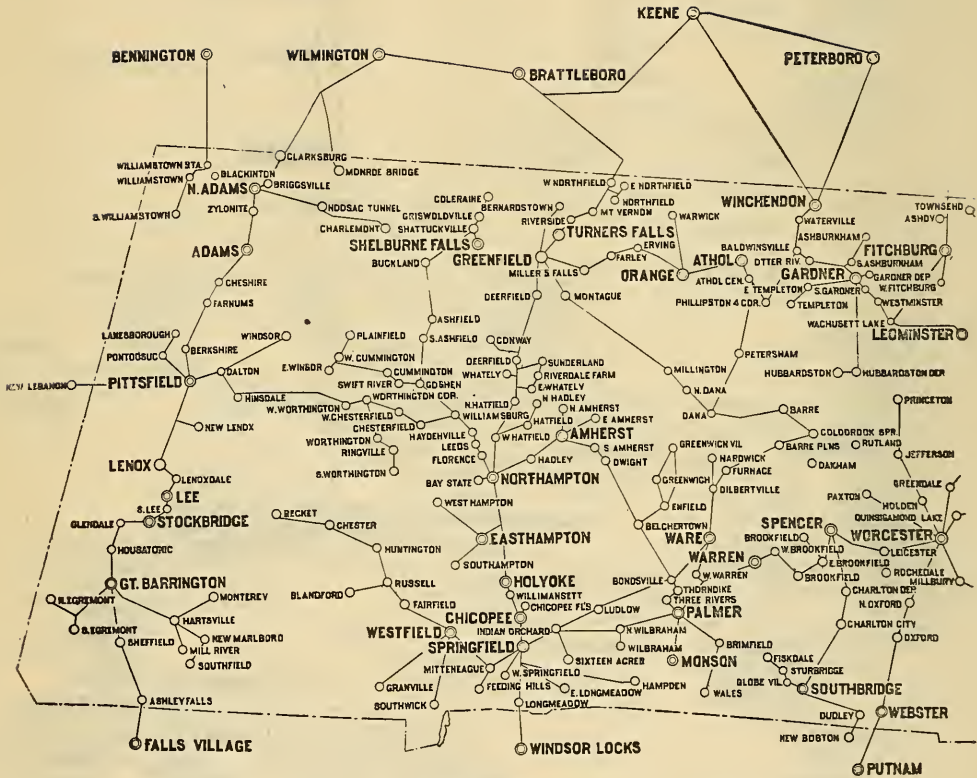 KEENE
BENNINGTON
WILMINGTON
PETERBORO
BRATTLEBORO
CLARKSBURG
WILLIAMSTOWN STA.
BLACKINTON
MONROE BRIDGE
WILLIAMSTOWN
BRIGGSVILLE
W. NORTHFIELD
E NORTHFIELD
N. ADAMS
COLERAINE
NORTHFIELD
BERNARDSTOWN
WINCHENDON
TOWNSEND
S. WILLIAMSTOWN
ZYLONITE
HOOSAC TUNNEL
GRISWOLDVILLE
RIVERSIDE
MT VERNON
WARWICK
WATERVILLE
ASHBY
CHARLEMONT
SHATTUCKVILLE
TURNERS FALLS
ASHBURNHAM
SHELBURNE FALLS
ERVING
BALDWINSVILLE
FITCHBURG
ADAMS
GREENFIELD
FARLEY
ATHOL
OTTER RIV.
S. ASHBURNHAM
BUCKLAND
MILLER S FALLS
ORANGE
ATHOL CEN.
GARDNER
GARDNER DEP
CHESHIRE
E TEMPLETON
S. GARDNER
W. FITCHBURG
DEERFIELD
MONTAGUE
PHILLIPSTON 4 COR.
TEMPLETON
WESTMINSTER
FARNUMS
ASHFIELD
WACHUSETT LAKE
LEOMINSTER
LANESBOROUGH
WINDSOR
PLAINFIELD
S. ASHFIELD
CONWAY
PONTOOSUC
BERKSHIRE
W. CUMMINGTON
DEERFIELD
SUNDERLAND
PETERSHAM
E. WINSOR
CUMMINGTON
WHATELY
RIVERDALE FARM
MILLINGTON
HUBBARDSTON
HUBBARDSTON DEP.
NEW LEBANON
PITTSFIELD
DALTON
SWIFT RIVER
GOSHEN
E. WHATELY
N. DANA
HINSDALE
WORTHINGTON COR.
N. HATFIELD
N HADLEY
PRINCETON
W. WORTHINGTON
WILLIAMSBURG
N. AMHERST
DANA
BARRE
W. CHESTERFIELD
HATFIELD
E AMHERST
NEW LENOX
CHESTERFIELD
HAYDENVILLE
AMHERST
COLDBROOK SPR.
WORTHINGTON
LEEDS
W. HATFIELD
S AMHERST
GREENWICH VIL
BARRE PLNS
RUTLAND
RINGVILLE
FLORENCE
HADLEY
DWIGHT
HARDWICK
JEFFERSON
LENOX
S. WORTHINGTON
FURNACE
OAKHAM
LENOXDALE
BAY STATE
NORTHAMPTON
GREENWICH
GREENDALE
LEE
DILBERTVILLE
PAXTON
S. LEE
WEST HAMPTON
ENFIELD
HOLDEN
BECKET
QUINSIGAMOND LAKE
GLENDALE
STOCKBRIDGE
CHESTER
BELCHERTOWN
SPENCER
EASTHAMPTON
WARE
BROOKFIELD
WORCESTER
HOUSATONIC
HUNTINGTON
WARREN
W. BROOKFIELD
LEICESTER
SOUTHAMPTON
E. BROOKFIELD
GT. BARRINGTON
RUSSELL
HOLYOKE
BONDSVILLE
W. WARREN
BROOKFIELD
ROCHEDALE
MILLBURY
BLANDFORD
WILLIMANSETT
THORNDIKE
CHARLTON DEP.
N. EGREMONT
MONTEREY
THREE RIVERS
N. OXFORD
FAIRFIELD
CHICOPEE FL'S
LUDLOW
CHICOPEE
PALMER
HARTSVILLE
CHARLTON CITY
S. EGREMONT
WESTFIELD
INDIAN ORCHARD
N. WILBRAHAM
OXFORD
SHEFFIELD
NEW MARLBORO
SPRINGFIELD
WILBRAHAM
BRIMFIELD
MILL RIVER
MITTENEAGUE
SIXTEEN ACRES
MONSON
FISKDALE
SOUTHFIELD
W. SPRINGFIELD
STURBRIDGE
GRANVILLE
FEEDING HILLS
HAMPDEN
GLOBE VIL.
E. LONGMEADOW
WALES
SOUTHBRIDGE
ASHLEY FALLS
SOUTHWICK
LONGMEADOW
DUDLEY
WEBSTER
NEW BOSTON
FALLS VILLAGE
WINDSOR LOCKS
PUTNAM